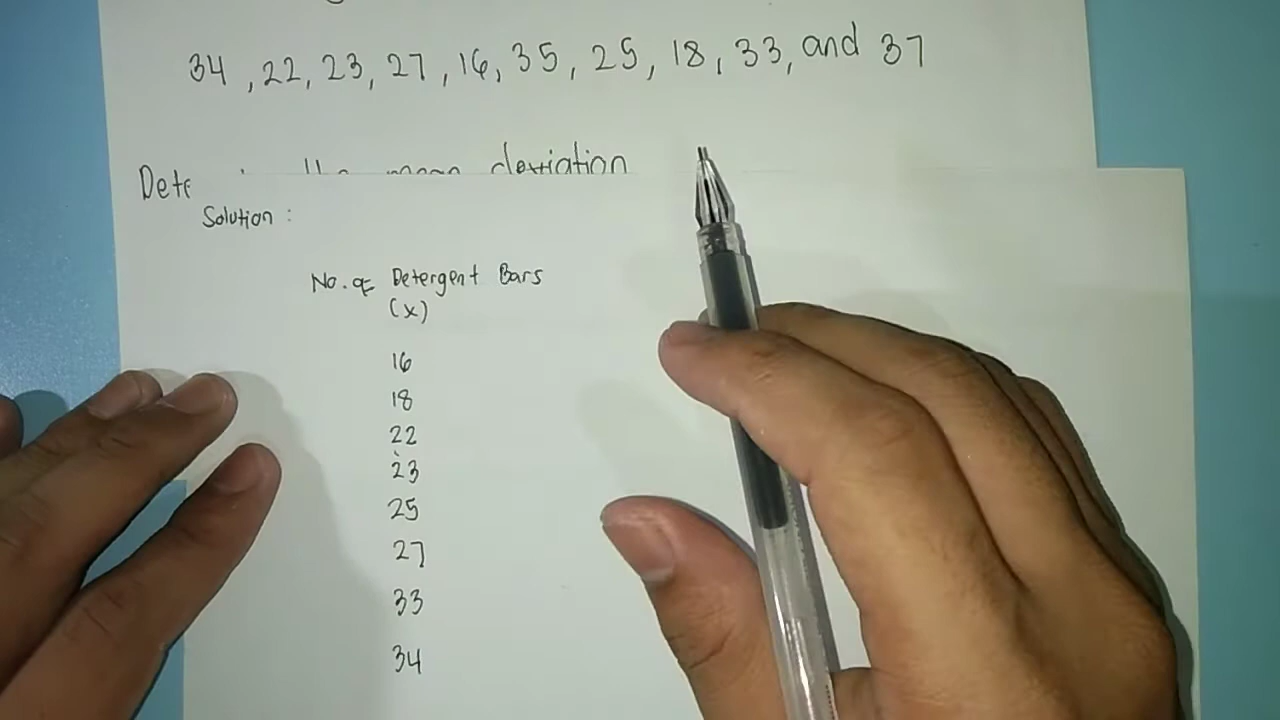 34, 22, 23, 27, 16, 35, 25, 18, 33, and 37
deviation
Solution :
No. of Detergent Bars
(x)
16
18
22
23
25
27
33
34